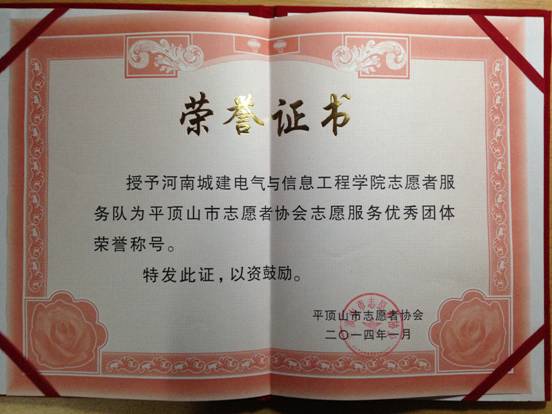 荣誉证书
授予河南城建电气与信息工程学院志愿者服
务队为平顶山市志愿者协会志愿服务优秀团体
荣誉称号。
特发此证，以资鼓励。
平顶山市志愿者协会
二〇一四年一月